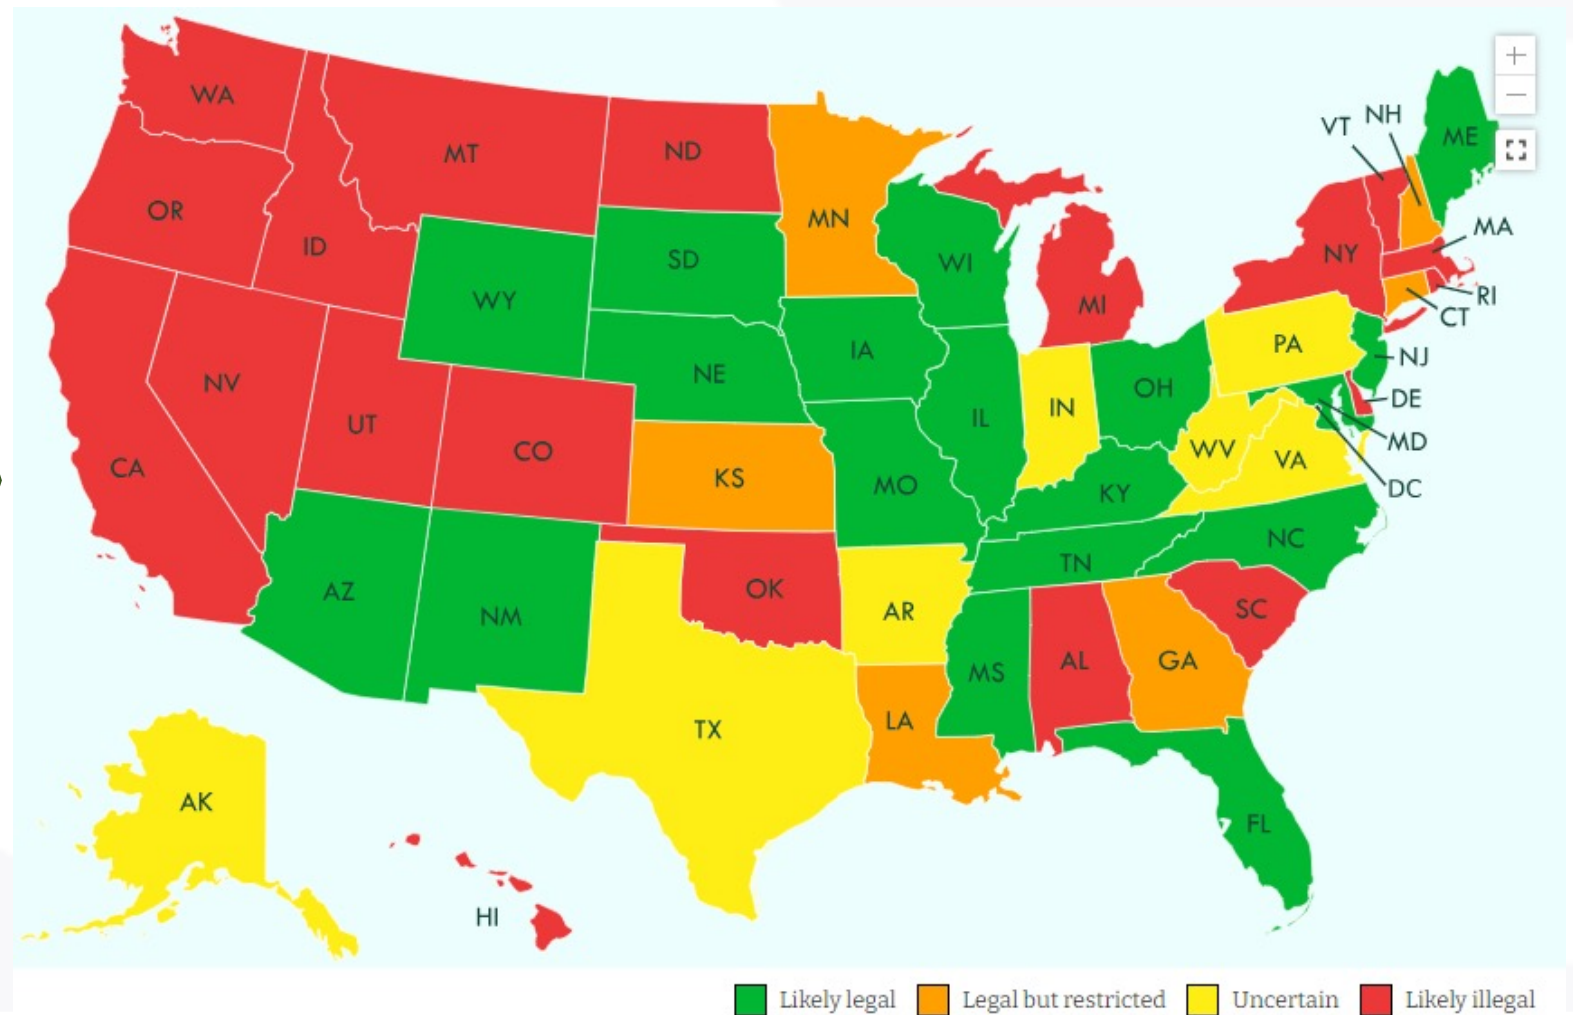 +
WA
−
NH
VT
ME
MT
ND
OR
MN
MA
ID
SD
WI
NY
WY
MI
RI
CT
IA
PA
NJ
NE
NV
OH
DE
UT
IN
IL
MD
CO
WV
VA
CA
KS
MO
KY
DC
NC
TN
AZ
OK
NM
AR
SC
MS
AL
GA
LA
TX
AK
FL
HI
Likely legal Legal but restricted Uncertain Likely illegal